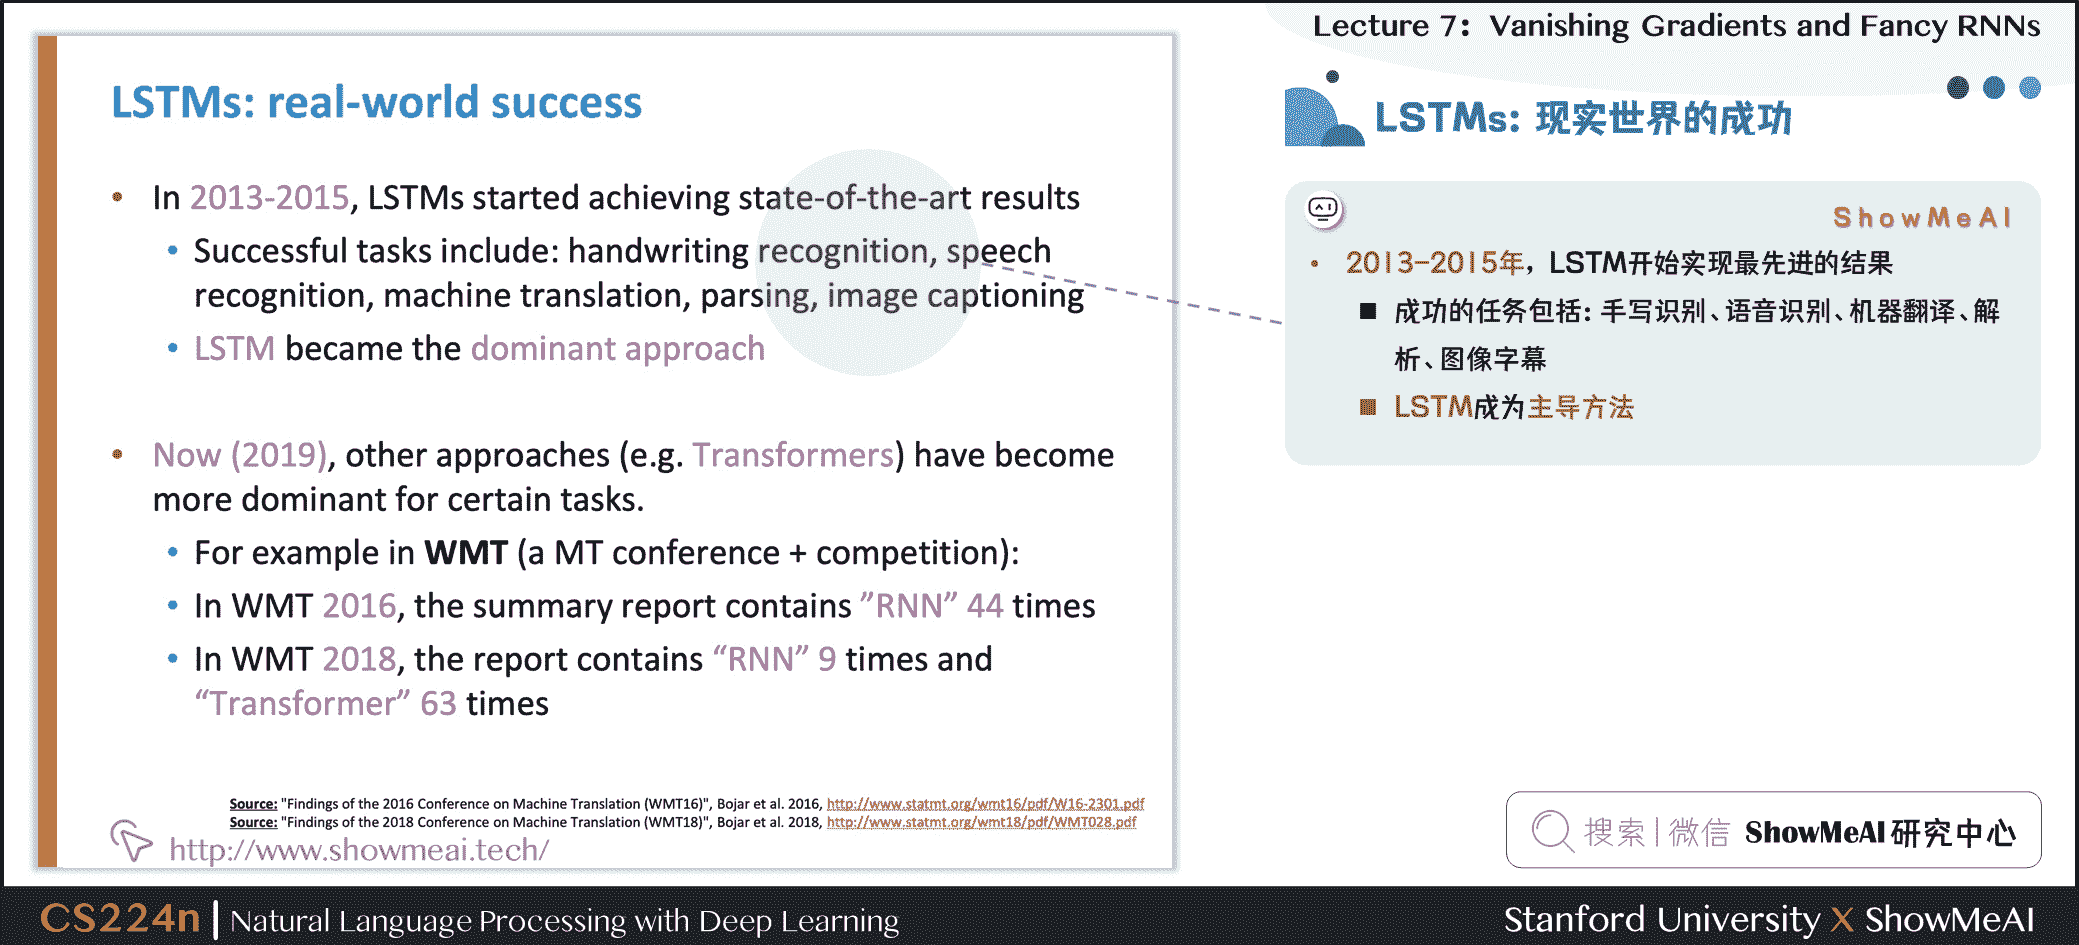 Lecture 7: Vanishing Gradients and Fancy RNNs
LSTMs: real-world success
• In 2013-2015, LSTMs started achieving state-of-the-art results
• Successful tasks include: handwriting recognition, speech
recognition, machine translation, parsing, image captioning
• LSTM became the dominant approach
• Now (2019), other approaches (e.g. Transformers) have become
more dominant for certain tasks.
• For example in WMT (a MT conference + competition):
• In WMT 2016, the summary report contains ”RNN” 44 times
• In WMT 2018, the report contains “RNN” 9 times and
“Transformer” 63 times
Source: "Findings of the 2016 Conference on Machine Translation (WMT16)", Bojar et al. 2016, http://www.statmt.org/wmt16/pdf/W16-2301.pdf
Source: "Findings of the 2018 Conference on Machine Translation (WMT18)", Bojar et al. 2018, http://www.statmt.org/wmt18/pdf/WMT028.pdf
http://www.showmeai.tech/
LSTMs: 现实世界的成功
ShowMeAI
• 2013-2015年，LSTM开始实现最先进的结果
■ 成功的任务包括：手写识别、语音识别、机器翻译、解
析、图像字幕
■ LSTM成为主导方法
搜索|微信 ShowMeAI 研究中心
CS224n | Natural Language Processing with Deep Learning
Stanford University X ShowMeAI